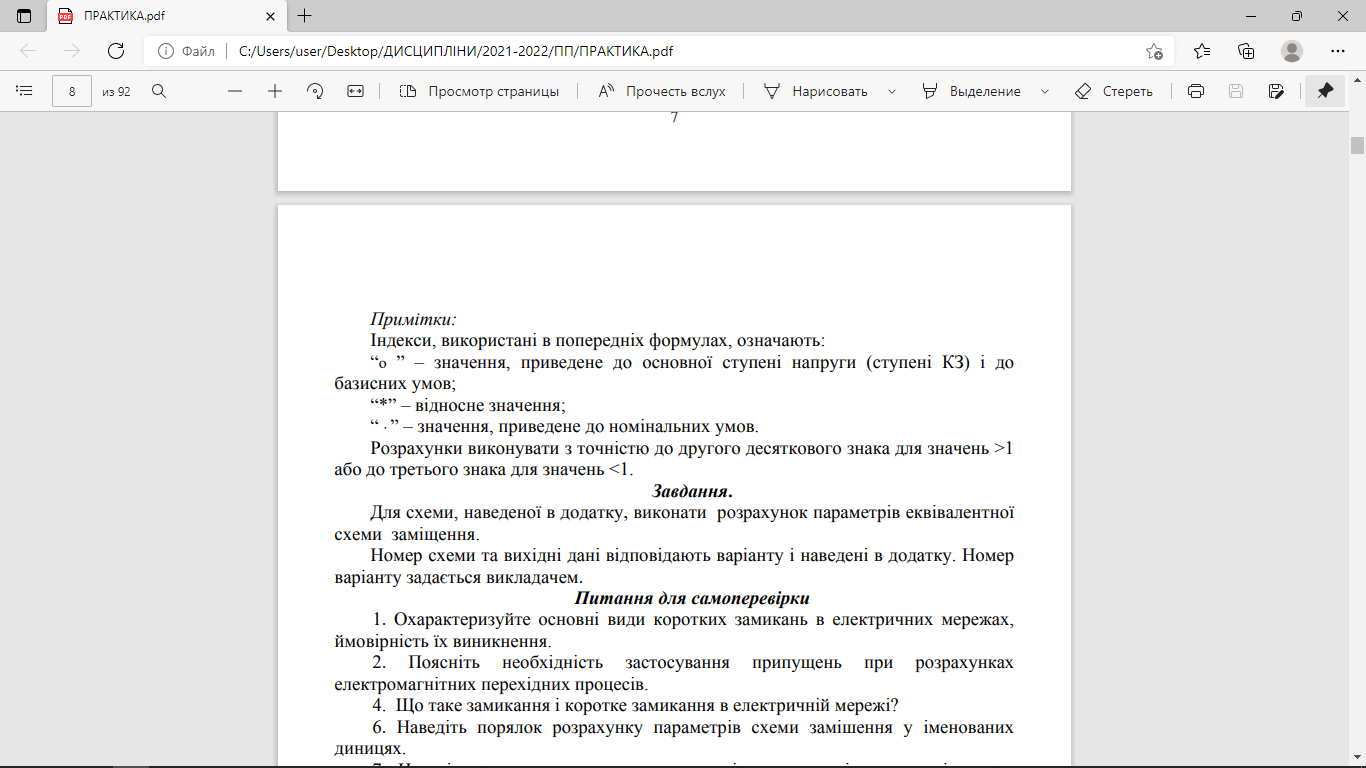 ПРАКТИКА.pdf
Файл
C:/Users/user/Desktop/ДИСЦИПЛІНИ/2021-2022/ПП/ПРАКТИКА.pdf
8 из 92
Просмотр страницы
Прочесть вслух
Нарисовать
Выделение
Стереть
7
Примітки:
Індекси, використані в попередніх формулах, означають:
“о ” – значення, приведене до основної ступені напруги (ступені КЗ) і до
базисних умов;
“*” – відносне значення;
“ · ” – значення, приведене до номінальних умов.
Розрахунки виконувати з точністю до другого десяткового знака для значень >1
або до третього знака для значень <1.
Завдання.
Для схеми, наведеної в додатку, виконати розрахунок параметрів еквівалентної
схеми заміщення.
Номер схеми та вихідні дані відповідають варіанту і наведені в додатку. Номер
варіанту задається викладачем.
Питання для самоперевірки
1. Охарактеризуйте основні види коротких замикань в електричних мережах,
ймовірність їх виникнення.
2. Поясніть необхідність застосування припущень при розрахунках
електромагнітних перехідних процесів.
4. Що таке замикання і коротке замикання в електричній мережі?
6. Наведіть порялок розрахунку параметрів схеми замішення у іменованих
диницях.